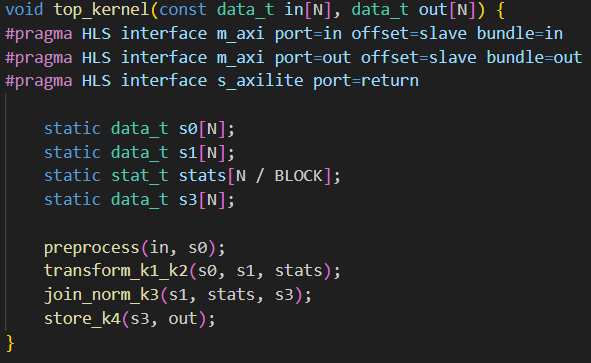 void top_kernel(const data_t in[N], data_t out[N]) {
#pragma HLS interface m_axi port=in offset=slave bundle=in
#pragma HLS interface m_axi port=out offset=slave bundle=out
#pragma HLS interface s_axilite port=return
static data_t s0[N];
static data_t s1[N];
static stat_t stats[N / BLOCK];
static data_t s3[N];
preprocess(in, s0);
transform_k1_k2(s0, s1, stats);
join_norm_k3(s1, stats, s3);
store_k4(s3, out);
}